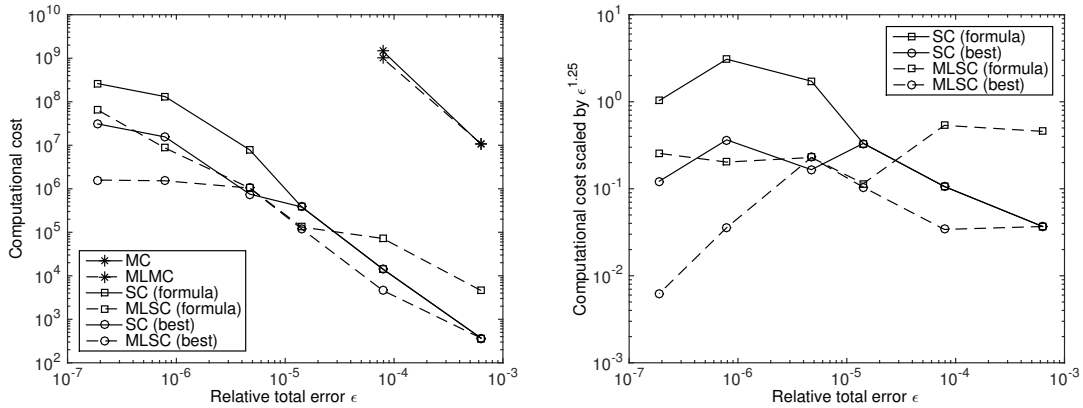 10^10
10^9
10^8
10^7
10^6
10^5
10^4
10^3
10^2
Computational cost
MC
MLMC
SC (formula)
MLSC (formula)
SC (best)
MLSC (best)
10^-7
10^-6
10^-5
10^-4
10^-3
Relative total error ϵ
10^2
10^1
10^0
10^-1
10^-2
10^-3
Computational cost scaled by ϵ^1.25
SC (formula)
SC (best)
MLSC (formula)
MLSC (best)
10^-7
10^-6
10^-5
10^-4
10^-3
Relative total error ϵ